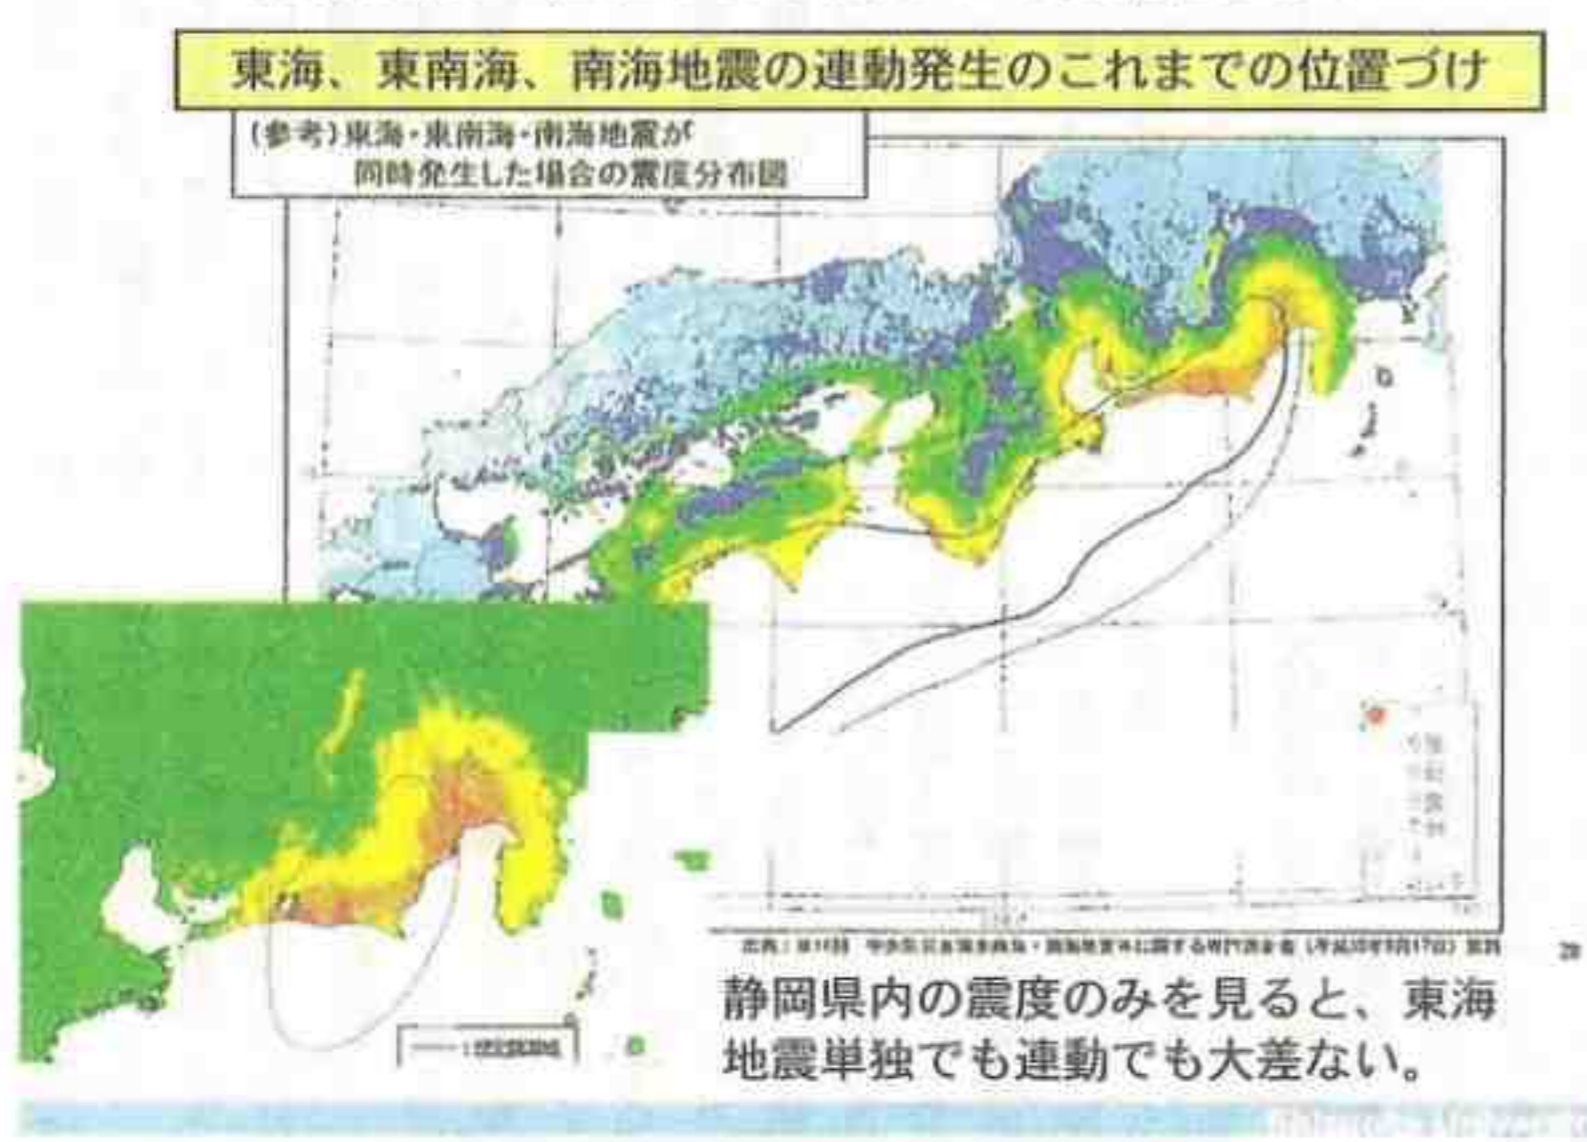 東海、東南海、南海地震の連動発生のこれまでの位置づけ
(参考)東海・東南海・南海地震が
同時発生した場合の震度分布図
静岡県内の震度のみを見ると、東海
地震単独でも連動でも大差ない。